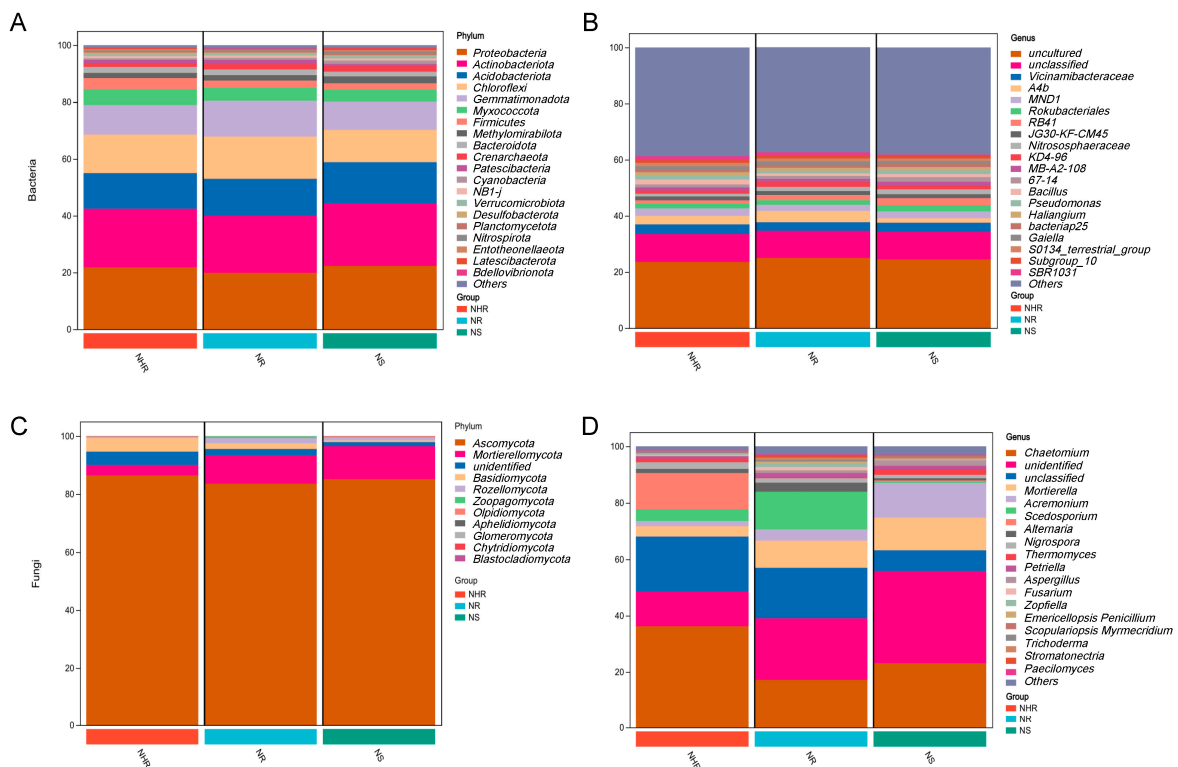 A
Bacteria
100
80
60
40
20
0
NHR
NR
NS
Phylum
Proteobacteria
Actinobacteriota
Acidobacteriota
Chloroflexi
Gemmatimonadota
Myxococcota
Firmicutes
Methylomirabilota
Bacteroidota
Crenarchaeota
Patescibacteria
Cyanobacteria
NB1-j
Verrucomicrobiota
Desulfobacterota
Planctomycetota
Nitrospirota
Entotheonellaeota
Latescibacterota
Bdellovibrionota
Others
Group
NHR
NR
NS
B
100
80
60
40
20
0
NHR
NR
NS
Genus
uncultured
unclassified
Vicinamibacteraceae
A4b
MND1
Rokubacteriales
RB41
JG30-KF-CM45
Nitrososphaeraceae
KD4-96
MB-A2-108
67-14
Bacillus
Pseudomonas
Haliangium
bacteriap25
Gaiella
S0134_terrestrial_group
Subgroup_10
SBR1031
Others
Group
NHR
NR
NS
C
Fungi
100
80
60
40
20
0
NHR
NR
NS
Phylum
Ascomycota
Mortierellomycota
unidentified
Basidiomycota
Rozellomycota
Zoopagomycota
Olpidiomycota
Aphelidiomycota
Glomeromycota
Chytridiomycota
Blastocladiomycota
Group
NHR
NR
NS
D
100
80
60
40
20
0
NHR
NR
NS
Genus
Chaetomium
unidentified
unclassified
Mortierella
Acremonium
Scedosporium
Alternaria
Nigrospora
Thermomyces
Petriella
Aspergillus
Fusarium
Zopfiella
Emericellopsis Penicillium
Scopulariopsis Myrmecridium
Trichoderma
Stromatonectria
Paecilomyces
Others
Group
NHR
NR
NS